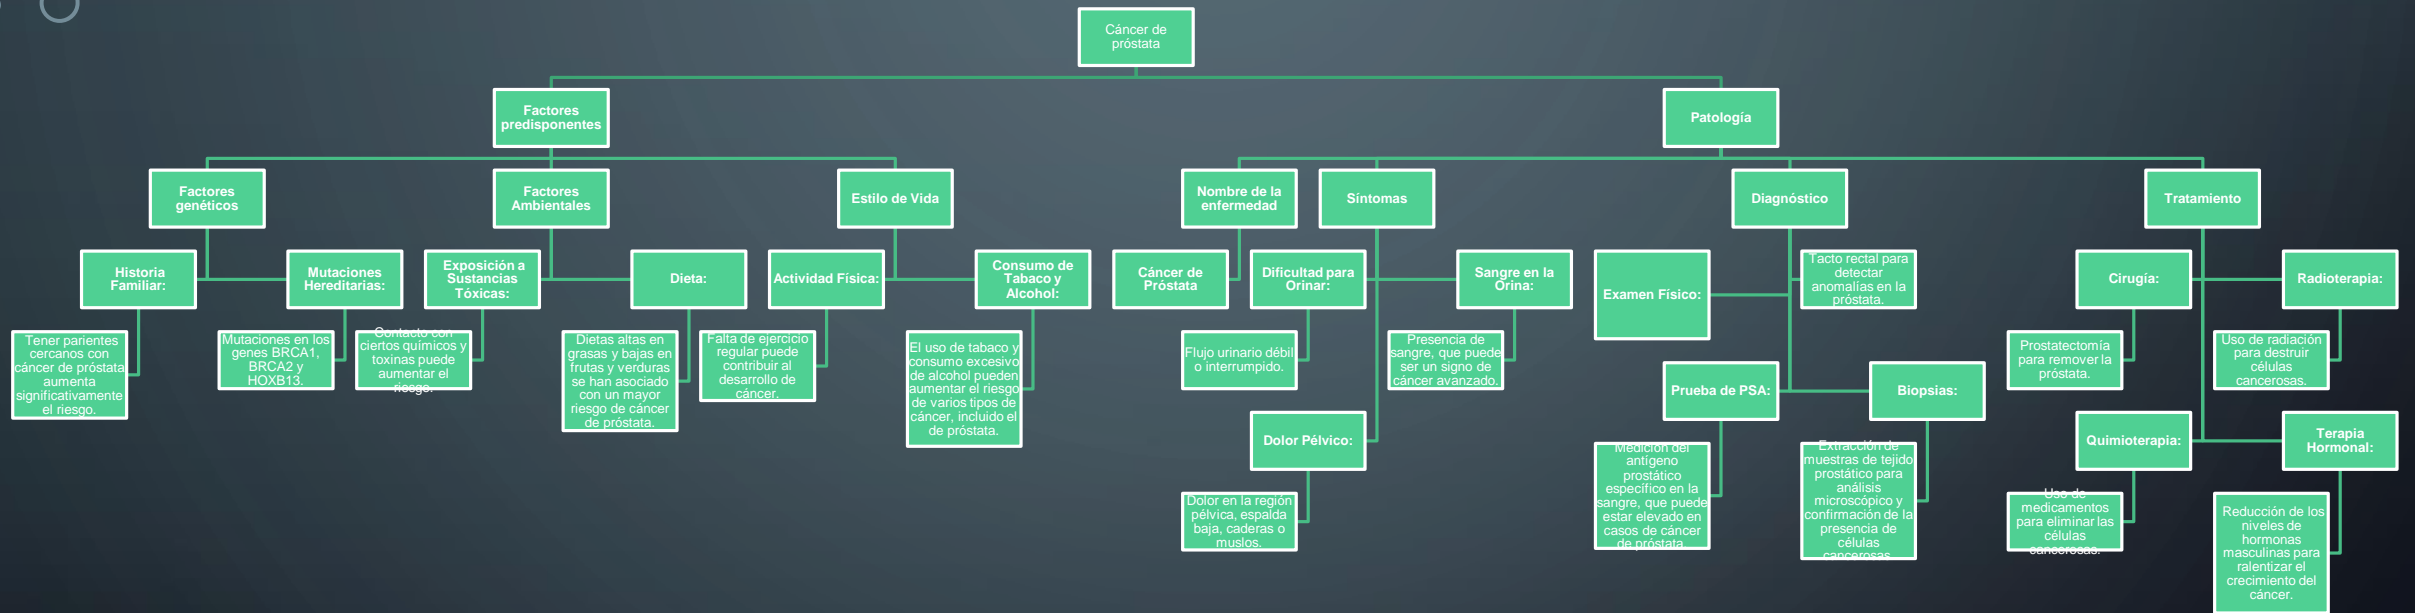 Cáncer de
próstata
Factores
predisponentes
Patología
Factores
genéticos
Factores
Ambientales
Estilo de Vida
Nombre de la
enfermedad
Síntomas
Diagnóstico
Tratamiento
Historia
Familiar:
Mutaciones
Hereditarias:
Exposición a
Sustancias
Tóxicas:
Dieta:
Actividad Física:
Consumo de
Tabaco y
Alcohol:
Cáncer de
Próstata
Dificultad para
Orinar:
Sangre en la
Orina:
Examen Físico:
Tacto rectal para
detectar
anomalías en la
próstata.
Cirugía:
Radioterapia:
Tener parientes
cercanos con
cáncer de próstata
aumenta
significativamente
el riesgo.
Mutaciones en los
genes BRCA1,
BRCA2 y
HOXB13.
Contacto con
ciertos químicos y
toxinas puede
aumentar el
riesgo.
Dietas altas en
grasas y bajas en
frutas y verduras
se han asociado
con un mayor
riesgo de cáncer
de próstata.
Falta de ejercicio
regular puede
contribuir al
desarrollo de
cáncer.
El uso de tabaco y
consumo excesivo
de alcohol pueden
aumentar el riesgo
de varios tipos de
cáncer, incluido el
de próstata.
Flujo urinario débil
o interrumpido.
Presencia de
sangre, que puede
ser un signo de
cáncer avanzado.
Prueba de PSA:
Biopsias:
Prostatectomía
para remover la
próstata.
Uso de radiación
para destruir
células
cancerosas.
Dolor Pélvico:
Quimioterapia:
Terapia
Hormonal:
Dolor en la región
pélvica, espalda
baja, caderas o
muslos.
Medición del
antígeno
prostático
específico en la
sangre, que puede
estar elevado en
casos de cáncer
de próstata.
Extracción de
muestras de tejido
prostático para
análisis
microscópico y
confirmación de la
presencia de
células
cancerosas.
Uso de
medicamentos
para eliminar las
células
cancerosas.
Reducción de los
niveles de
hormonas
masculinas para
ralentizar el
crecimiento del
cáncer.